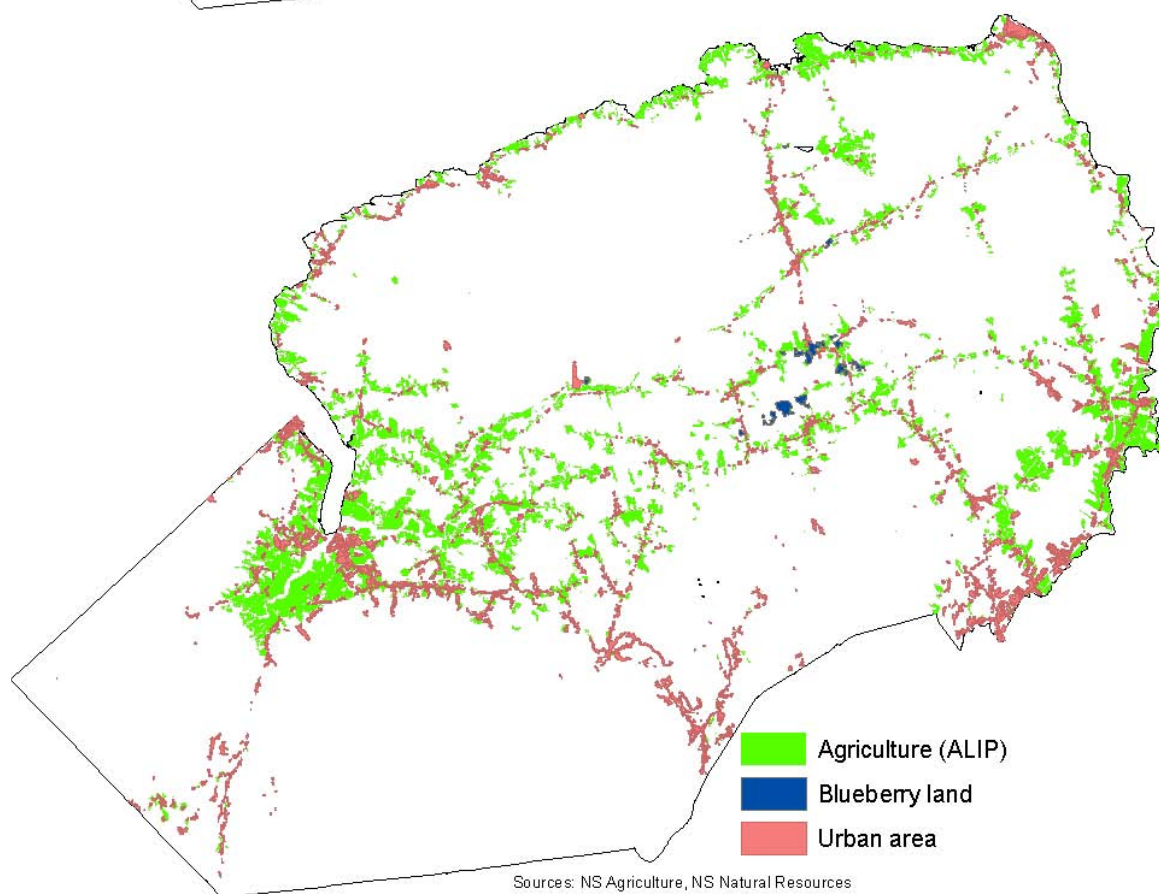 Agriculture (ALIP)
Blueberry land
Urban area
Sources: NS Agriculture, NS Natural Resources